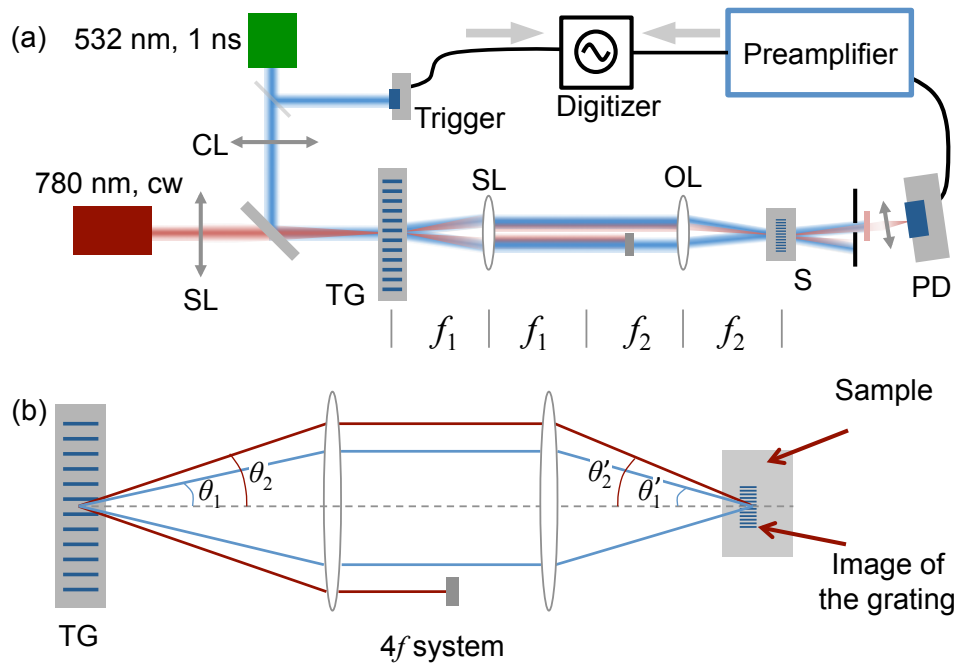 (a)
532 nm, 1 ns
Trigger
Digitizer
Preamplifier
CL
780 nm, cw
SL
TG
SL
OL
S
PD
f₁
f₁
f₂
f₂
(b)
θ₁
θ₂
θ₂′
θ₁′
Sample
Image of
the grating
TG
4f system